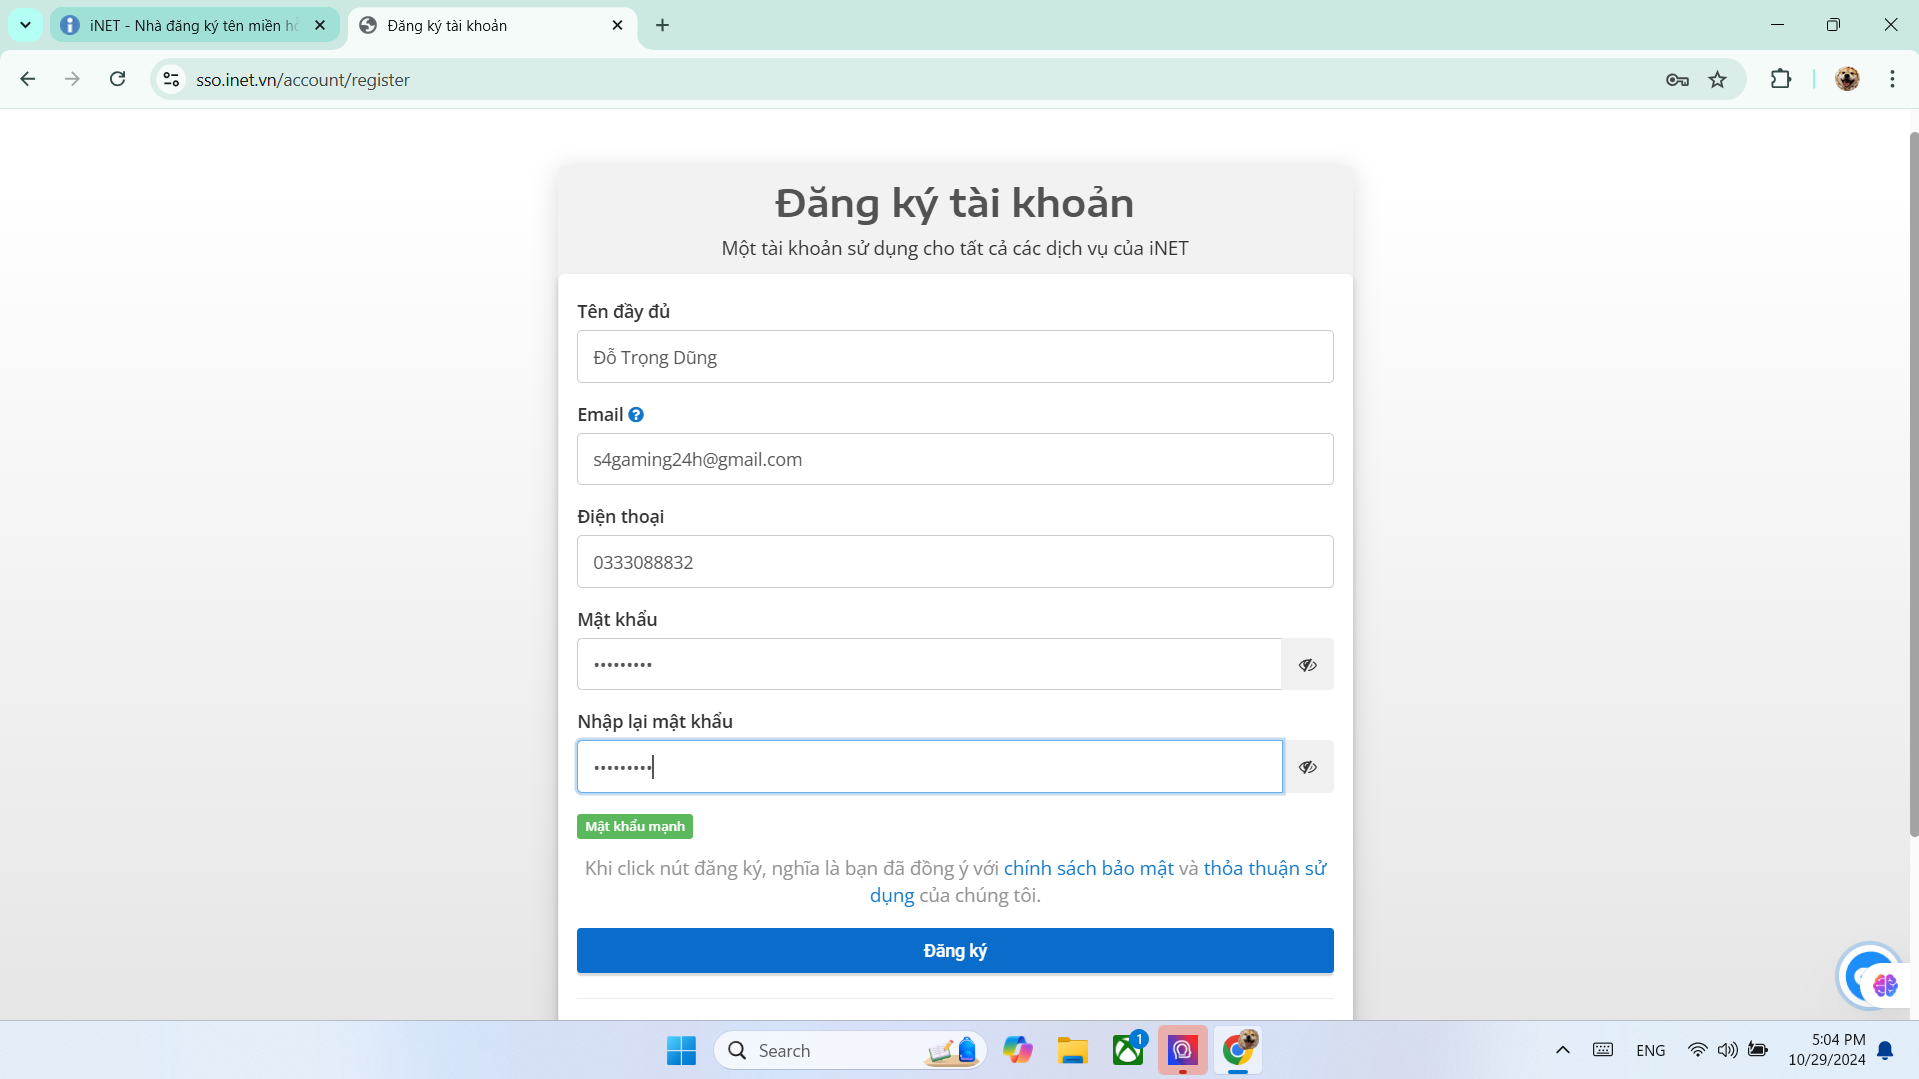 iNET - Nhà đăng ký tên miền hà
Đăng ký tài khoản
sso.inet.vn/account/register
Đăng ký tài khoản
Một tài khoản sử dụng cho tất cả các dịch vụ của iNET
Tên đầy đủ
Đỗ Trọng Dũng
Email
s4gaming24h@gmail.com
Điện thoại
0333088832
Mật khẩu
•••••••••
Nhập lại mật khẩu
•••••••••
Mật khẩu mạnh
Khi click nút đăng ký, nghĩa là bạn đã đồng ý với chính sách bảo mật và thỏa thuận sử
dụng của chúng tôi.
Đăng ký
Search
1
ENG
5:04 PM
10/29/2024